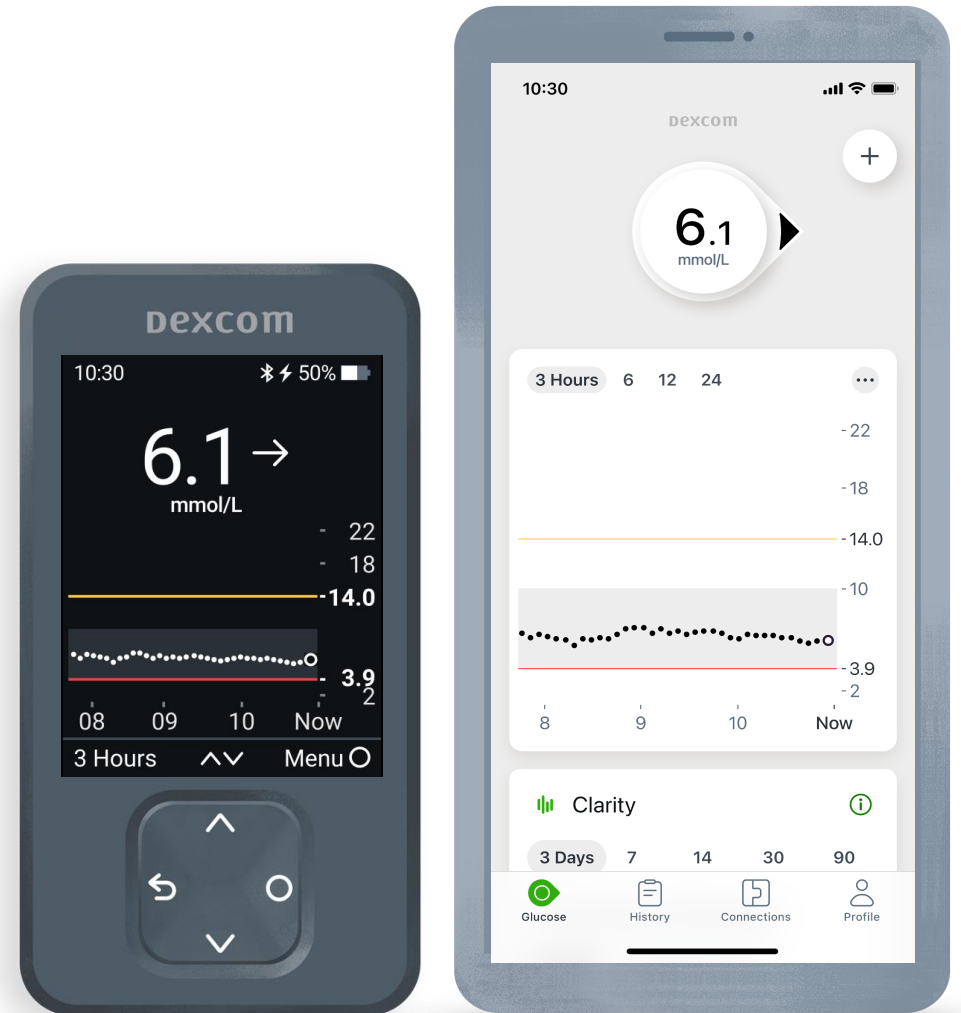 Dexcom
10:30 50%
6.1
mmol/L
22
18
14.0
3.9
2
08 09 10 Now
3 Hours Menu
10:30
Dexcom
+
6.1
mmol/L
3 Hours 6 12 24
22
18
14.0
10
3.9
2
8 9 10 Now
Clarity
3 Days 7 14 30 90
Glucose History Connections Profile